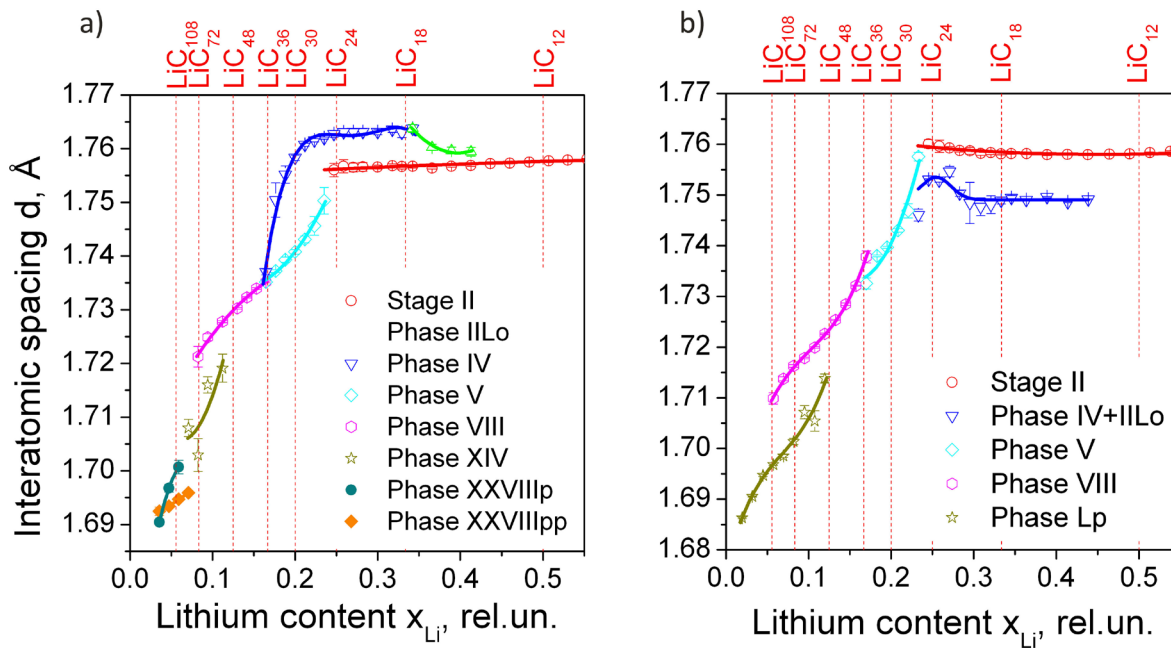 a)
LiC108
LiC72
LiC48
LiC36
LiC30
LiC24
LiC18
LiC12
1.77
1.76
1.75
1.74
1.73
1.72
1.71
1.70
1.69
Interatomic spacing d, Å
0.0 0.1 0.2 0.3 0.4 0.5
Lithium content xLi, rel.un.
Stage II
Phase IILo
Phase IV
Phase V
Phase VIII
Phase XIV
Phase XXVIIIp
Phase XXVIIIpp
b)
LiC108
LiC72
LiC48
LiC36
LiC30
LiC24
LiC18
LiC12
1.77
1.76
1.75
1.74
1.73
1.72
1.71
1.70
1.69
1.68
0.0 0.1 0.2 0.3 0.4 0.5
Lithium content xLi, rel.un.
Stage II
Phase IV+IILo
Phase V
Phase VIII
Phase Lp